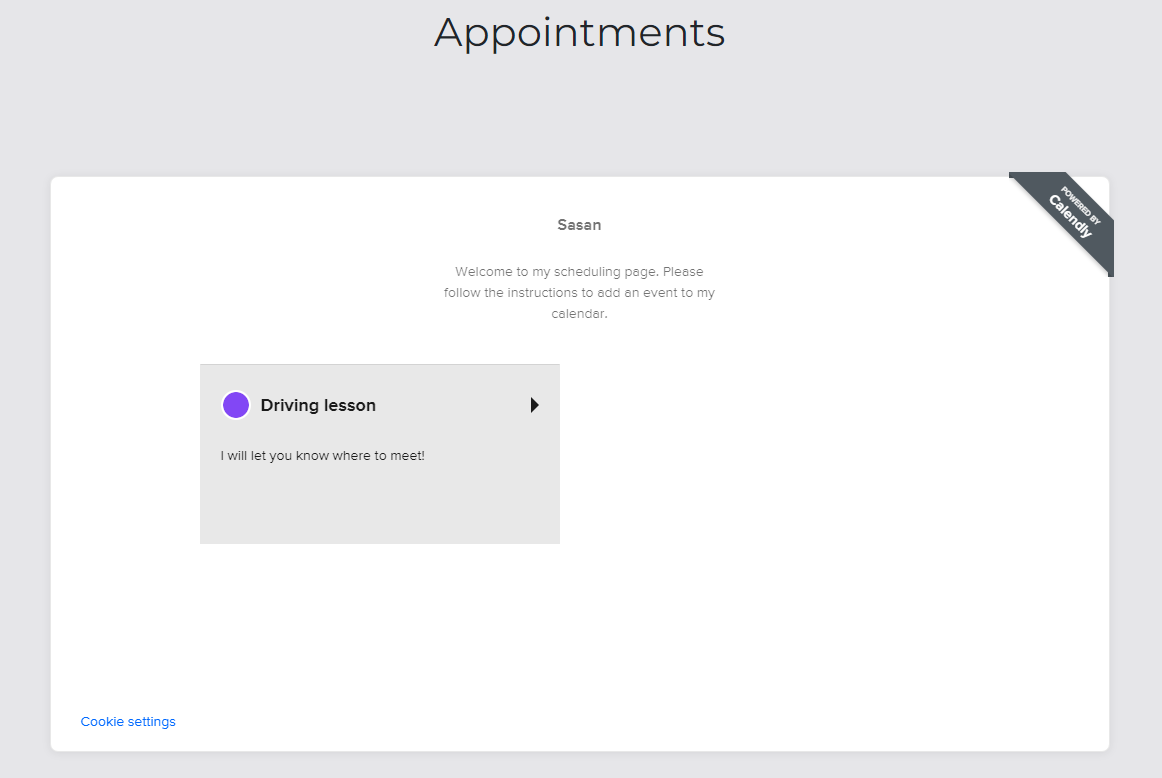 Appointments
POWERED BY
Calendly
Sasan
Welcome to my scheduling page. Please
follow the instructions to add an event to my
calendar.
Driving lesson
I will let you know where to meet!
Cookie settings